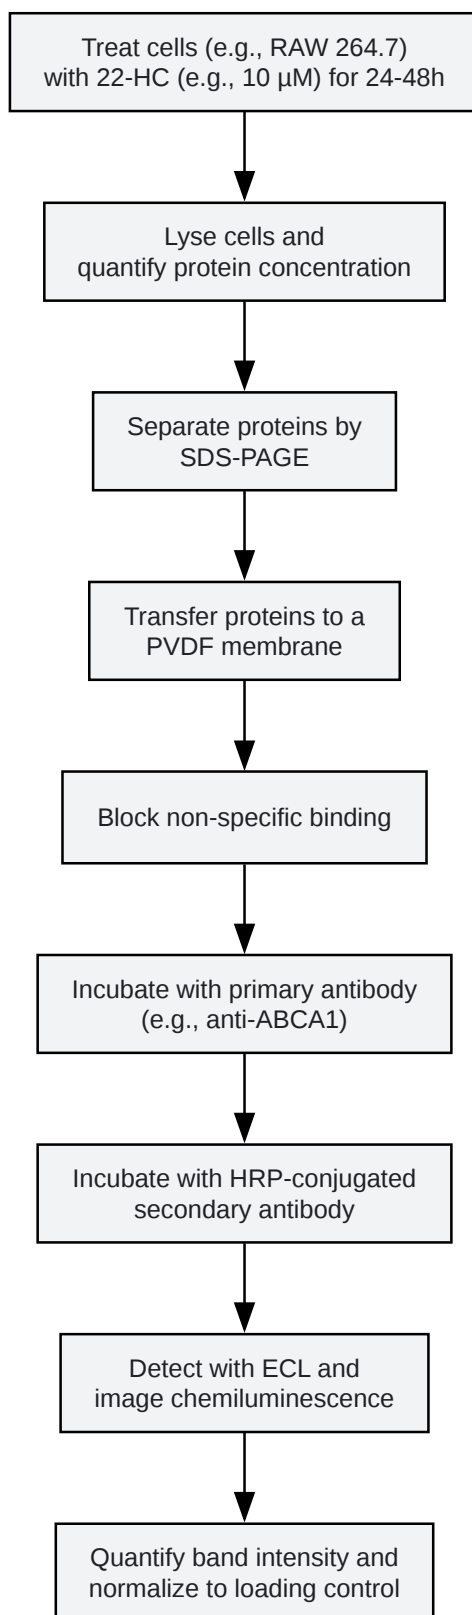 Treat cells (e.g., RAW 264.7)
with 22-HC (e.g., 10 µM) for 24-48h
Lyse cells and
quantify protein concentration
Separate proteins by
SDS-PAGE
Transfer proteins to a
PVDF membrane
Block non-specific binding
Incubate with primary antibody
(e.g., anti-ABCA1)
Incubate with HRP-conjugated
secondary antibody
Detect with ECL and
image chemiluminescence
Quantify band intensity and
normalize to loading control